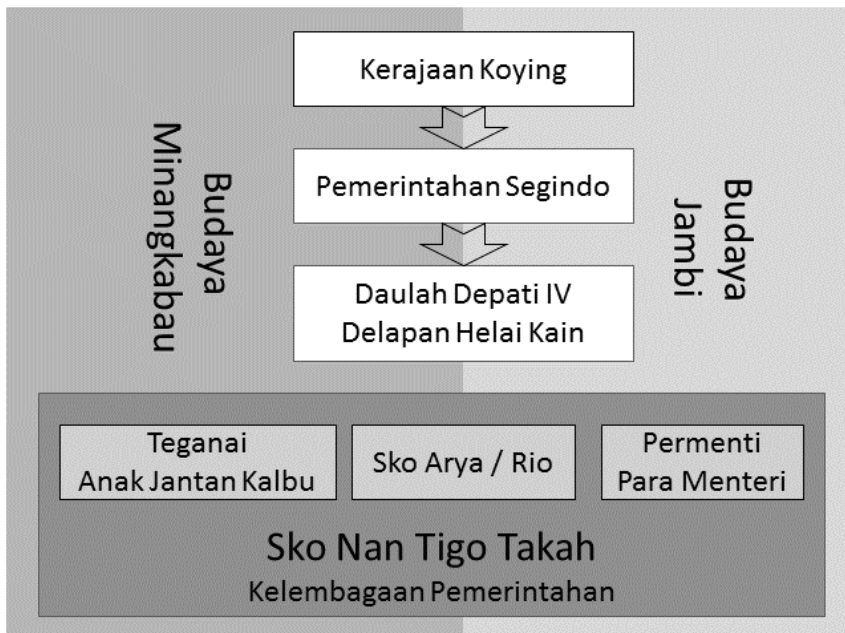 Kerajaan Koying
Pemerintahan Segindo
Daulah Depati IV
Delapan Helai Kain
Budaya
Minangkabau
Budaya
Jambi
Teganai
Anak Jantan Kalbu
Sko Arya / Rio
Permenti
Para Menteri
Sko Nan Tigo Takah
Kelembagaan Pemerintahan